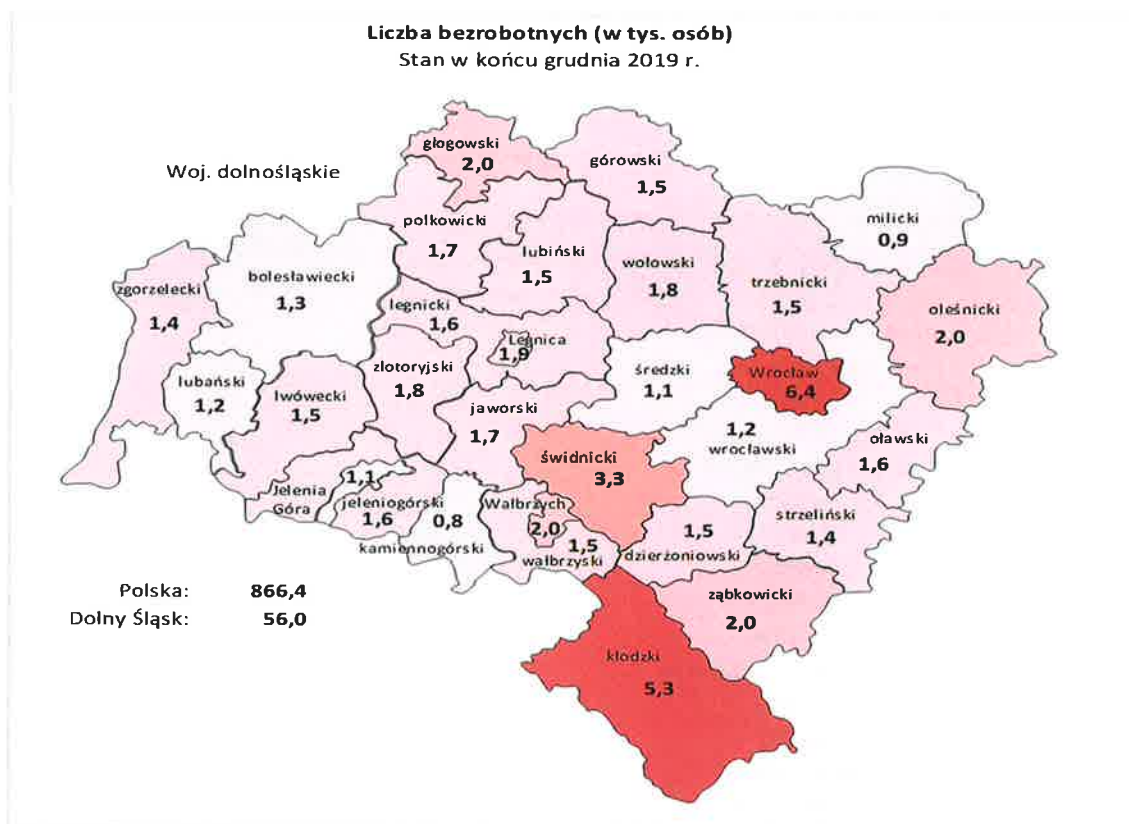 Liczba bezrobotnych (w tys. osób)
Stan w końcu grudnia 2019 r.
Woj. dolnośląskie
głogowski
2,0
górowski
1,5
milicki
0,9
polkowicki
1,7
lubiński
1,5
wołowski
1,8
trzebnicki
1,5
oleśnicki
2,0
zgorzelecki
1,4
bolesławiecki
1,3
legnicki
1,6
Legnica
1,9
lubański
1,2
lwówecki
1,5
złotoryjski
1,8
jaworski
1,7
średzki
1,1
Wrocław
6,4
1,2
wrocławski
oławski
1,6
świdnicki
3,3
Jelenia
Góra
1,1
jeleniogórski
1,6
0,8
kamiennogórski
Wałbrzych
2,0
1,5
wałbrzyski
1,5
dzierżoniowski
strzeliński
1,4
ząbkowicki
2,0
kłodzki
5,3
Polska: 866,4
Dolny Śląsk: 56,0